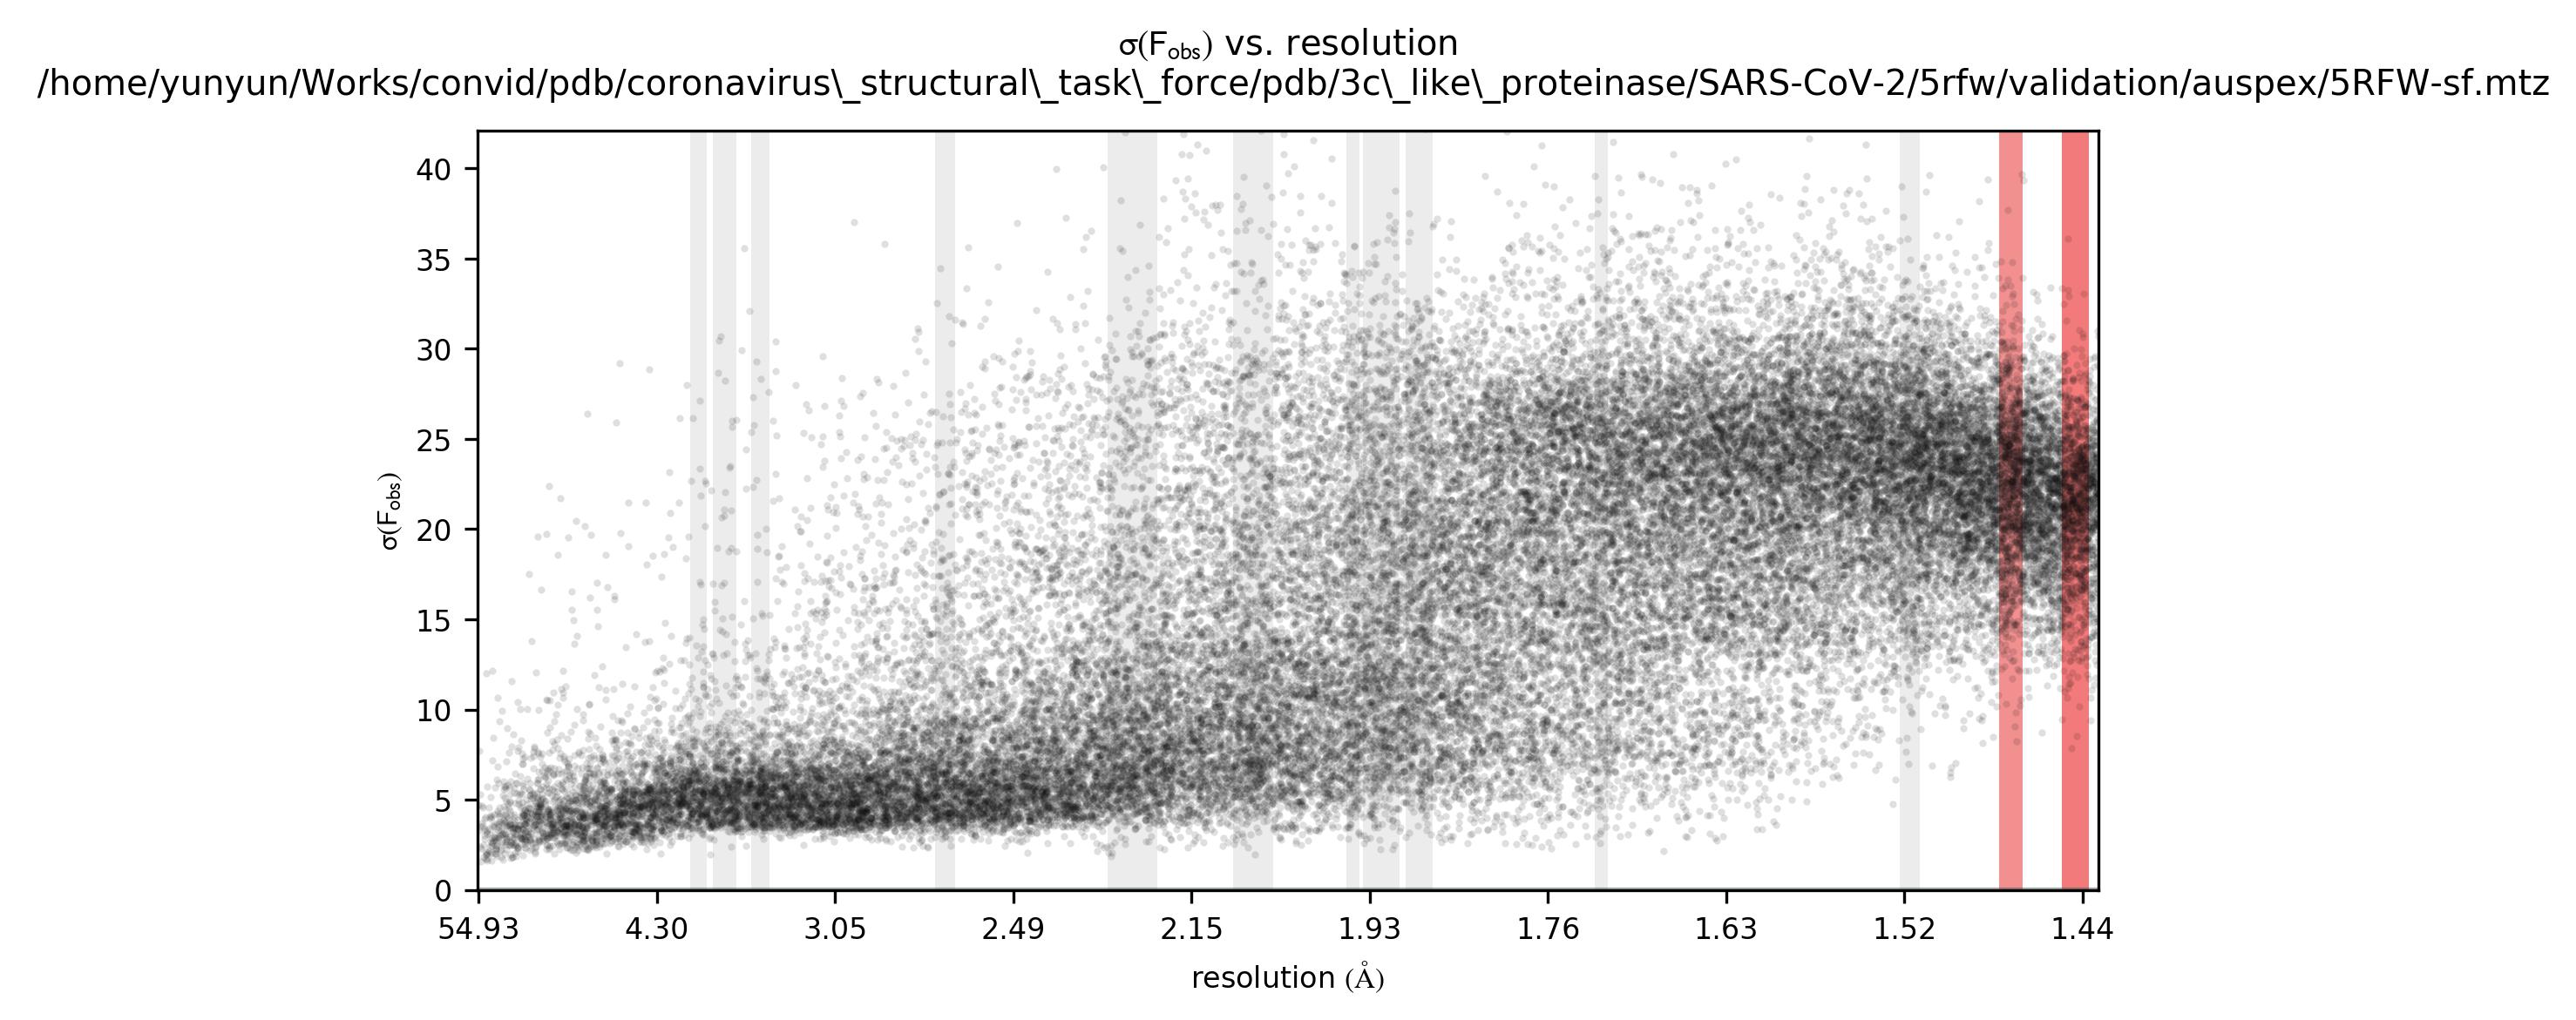 σ(Fobs) vs. resolution
/home/yunyun/Works/convid/pdb/coronavirus\_structural\_task\_force/pdb/3c\_like\_proteinase/SARS-CoV-2/5rfw/validation/auspex/5RFW-sf.mtz
σ(Fobs)
40
35
30
25
20
15
10
5
0
54.93 4.30 3.05 2.49 2.15 1.93 1.76 1.63 1.52 1.44
resolution (Å)